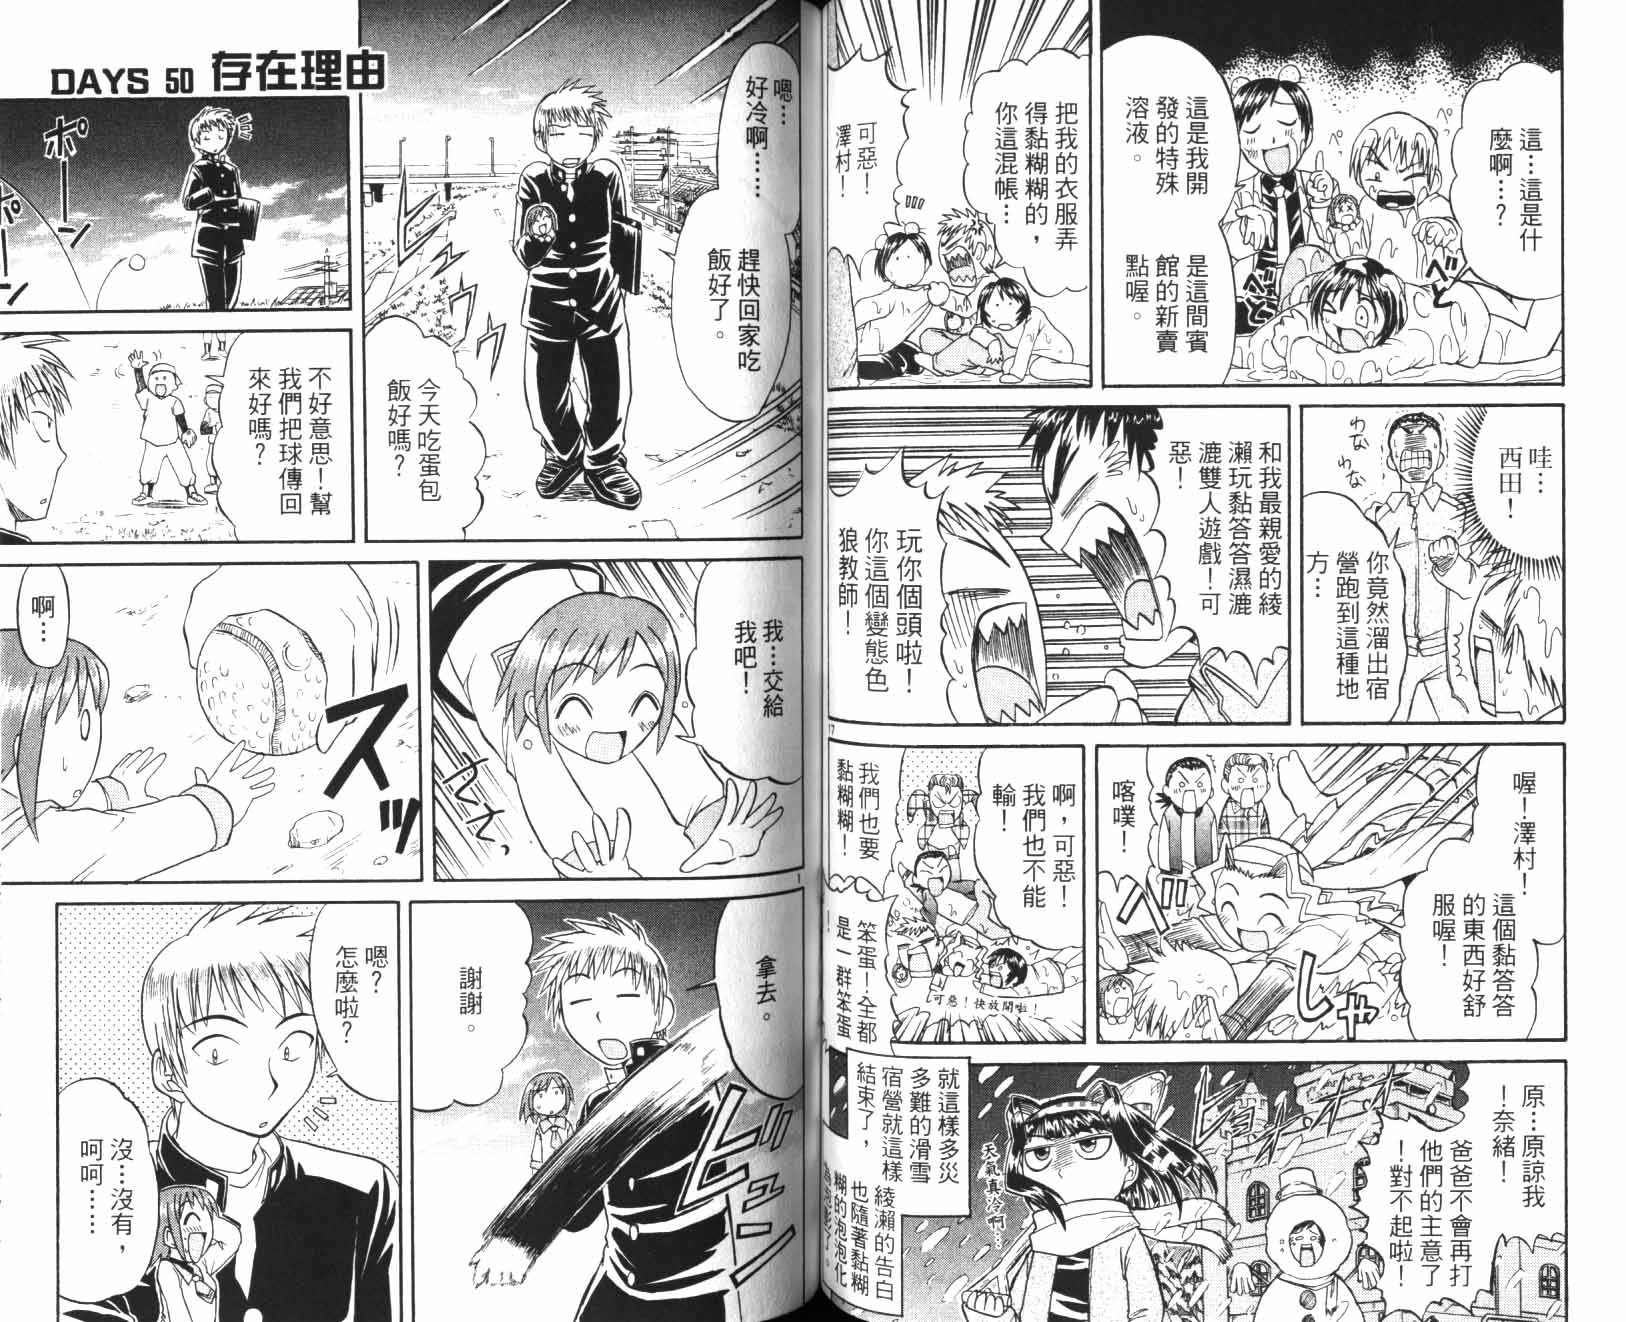 這…這是什
麼啊…?
這是我開
發的特殊
溶液。
是這間賓
館的新賣
點喔。
把我的衣服弄
得黏糊糊的，
你這混帳…
可惡！
澤村！
哇…
西田！
你竟然溜出宿
營跑到這種地
方…
わなわな
和我最親愛的綾
瀨玩黏答答濕漉
漉雙人遊戲！可
惡！
玩你個頭啦！
你這個變態色
狼教師！
17
喔！澤村！
這個黏答答
的東西好舒
服喔！
喀噗！
啊，可惡！
我們也不能
輸！
我們也要
黏糊糊！
可惡！快放開啦！
笨蛋！全都
是一群笨蛋
！
原…原諒我
！奈緒！
爸爸不會再打
他們的主意了
！對不起啦！
天氣真冷啊…
就這樣多災
多難的滑雪
宿營就這樣
結束了，
綾瀨的告白
也隨著黏糊
糊的泡泡化
DAYS 50 存在理由
嗯…
好冷啊……
趕快回家吃
飯好了。
今天吃蛋包
飯好嗎？
ポーン
不好意思！幫
我們把球傳回
來好嗎？
我…交給
我吧！
啊…
スッ
拿去。
ビュン
謝謝。
嗯？
怎麼啦？
沒…沒有，
呵呵……